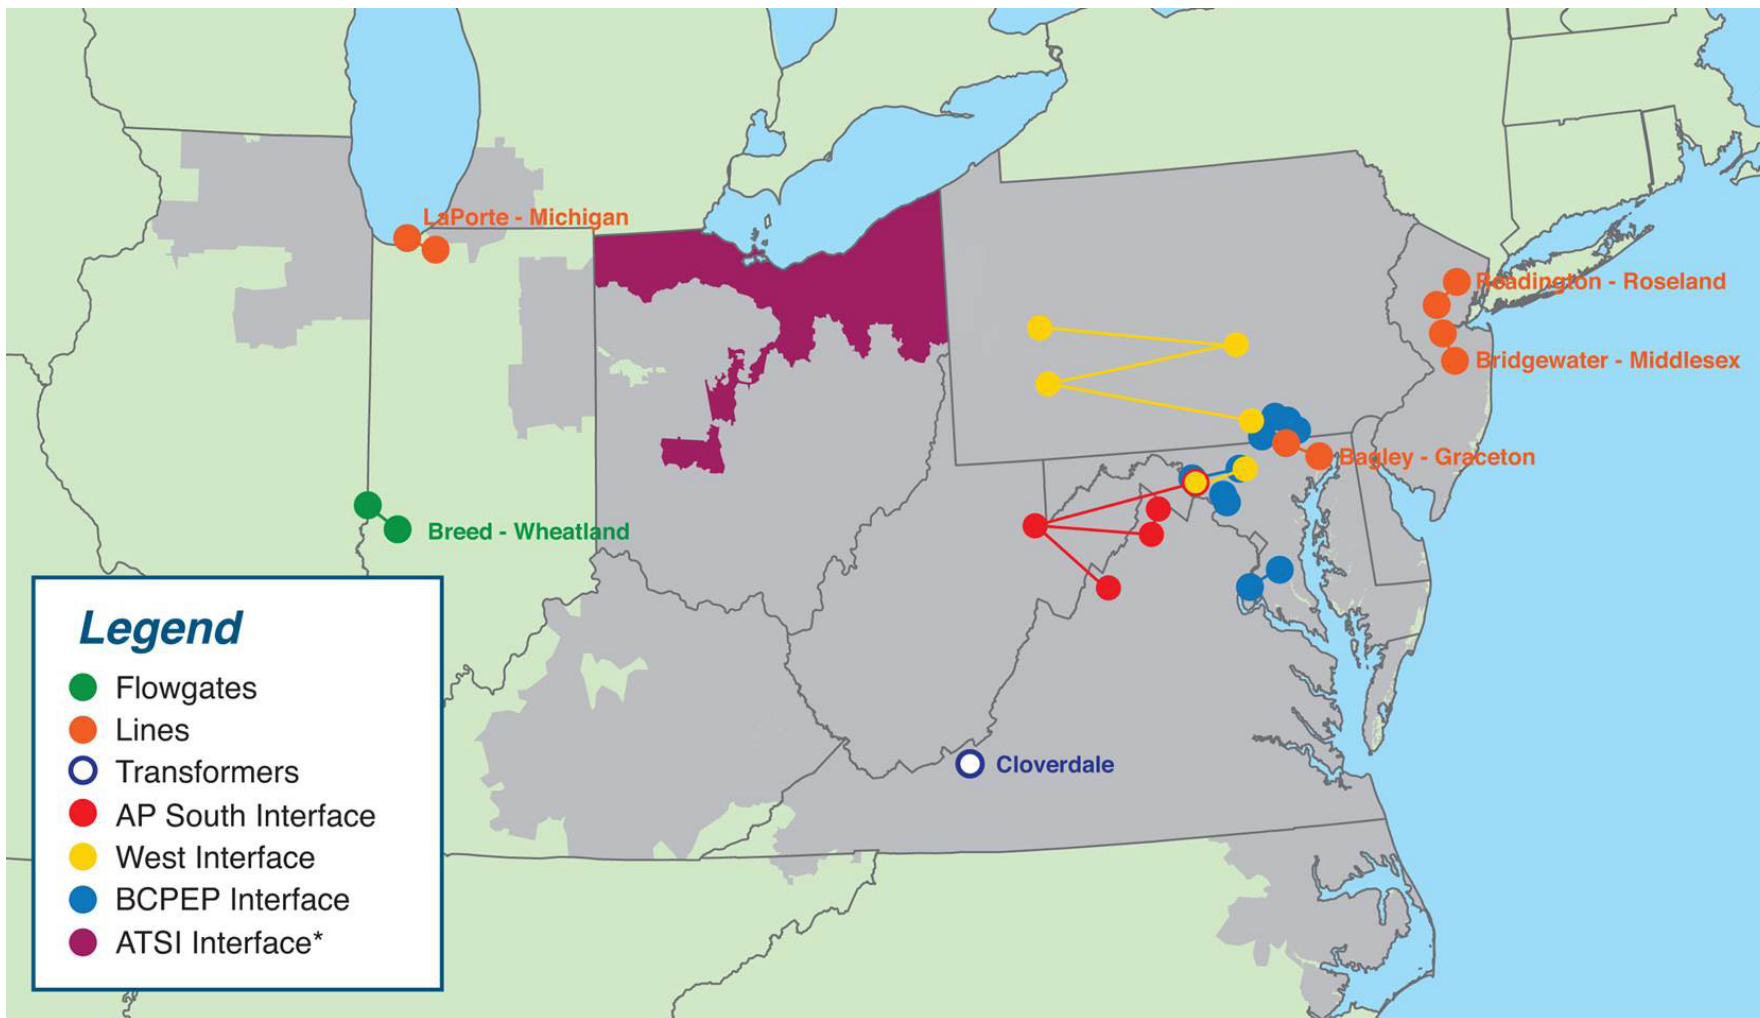 LaPorte - Michigan
Readington - Roseland
Bridgewater - Middlesex
Bagley - Graceton
Breed - Wheatland
Cloverdale
Legend
Flowgates
Lines
Transformers
AP South Interface
West Interface
BCPEP Interface
ATSI Interface*